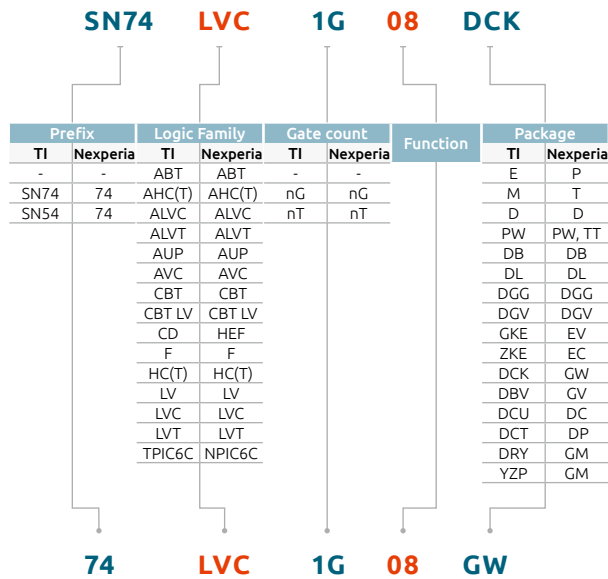 SN74 LVC 1G 08 DCK
Prefix Logic Family Gate count Function Package
TI Nexperia TI Nexperia TI Nexperia TI Nexperia
- - ABT ABT - - E P
SN74 74 AHC(T) AHC(T) nG nG M T
SN54 74 ALVC ALVC nT nT D D
ALVT ALVT PW PW, TT
AUP AUP DB DB
AVC AVC DL DL
CBT CBT DGG DGG
CBT LV CBT LV DGV DGV
CD HEF GKE EV
F F ZKE EC
HC(T) HC(T) DCK GW
LV LV DBV GV
LVC LVC DCU DC
LVT LVT DCT DP
TPIC6C NPIC6C DRY GM
YZP GM
74 LVC 1G 08 GW